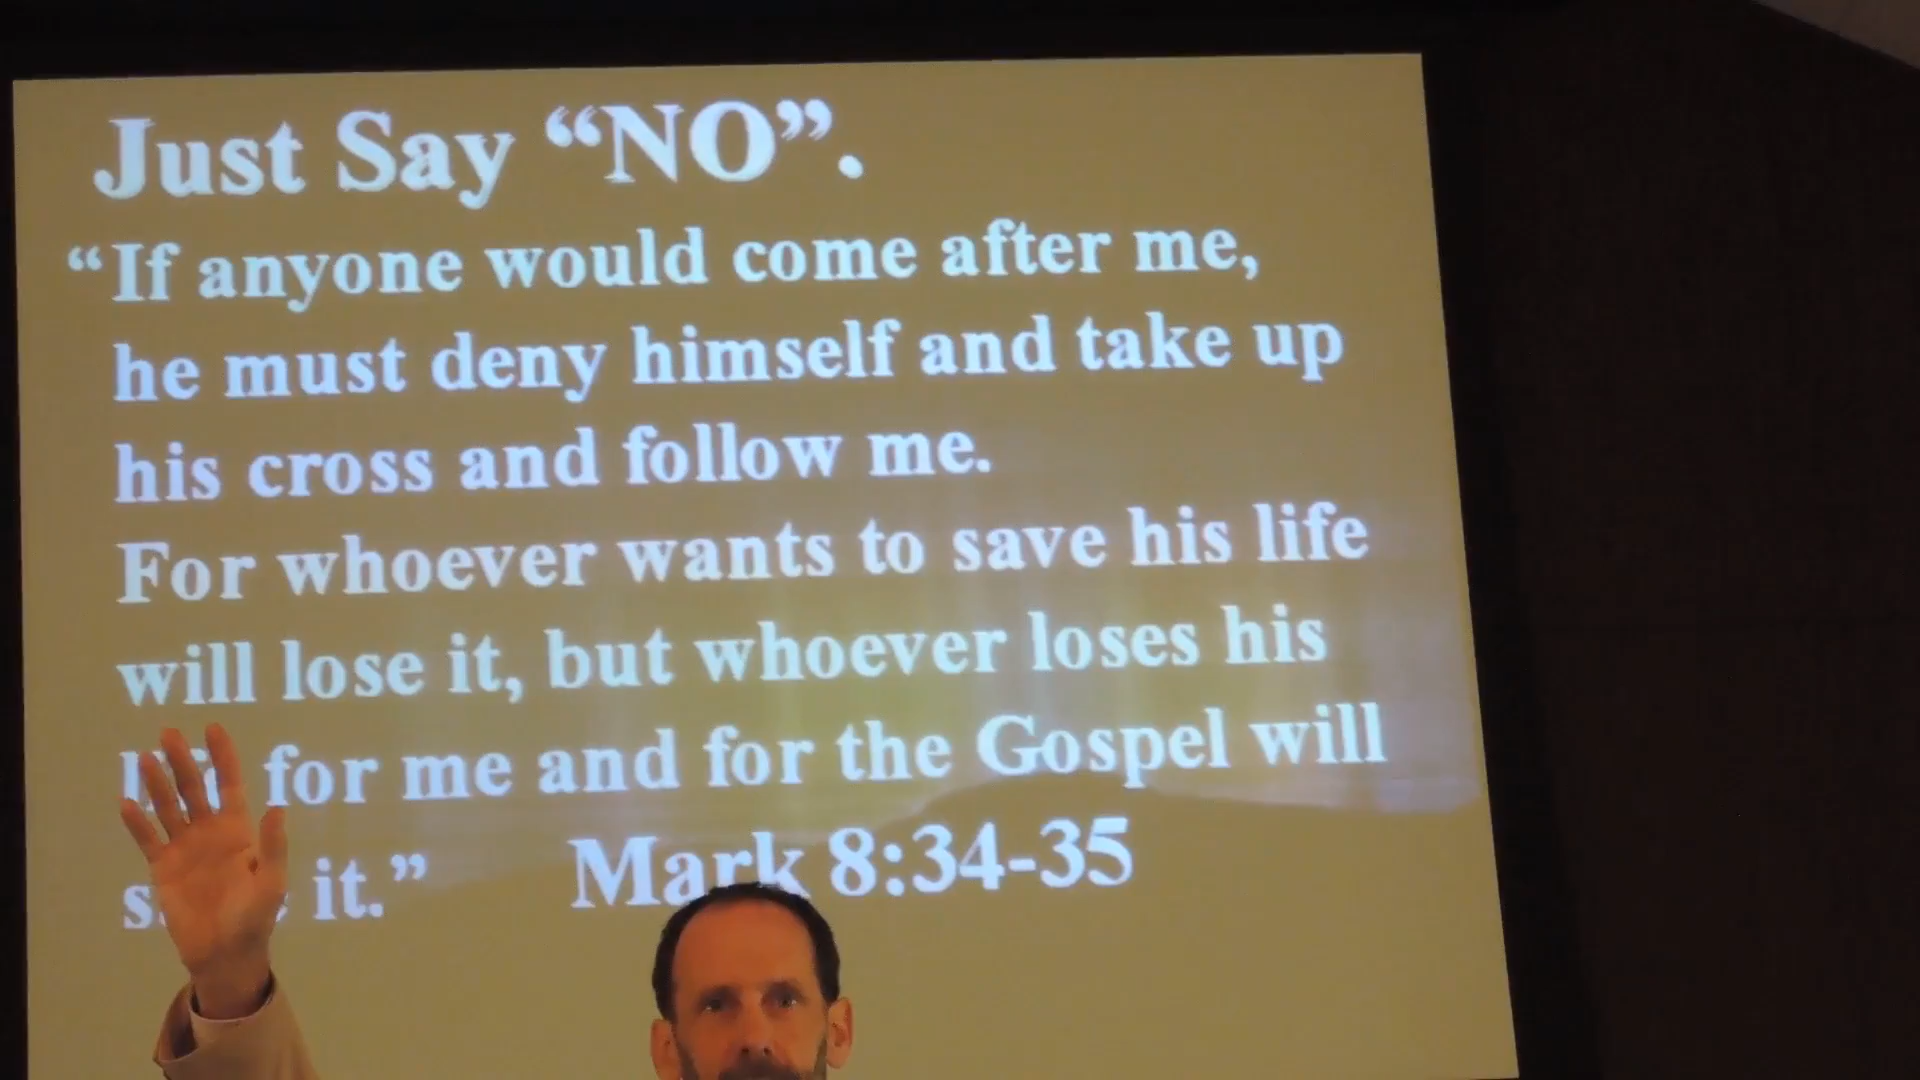 Just Say “NO”.
“If anyone would come after me,
he must deny himself and take up
his cross and follow me.
For whoever wants to save his life
will lose it, but whoever loses his
for me and for the Gospel will
it.” Mark 8:34-35